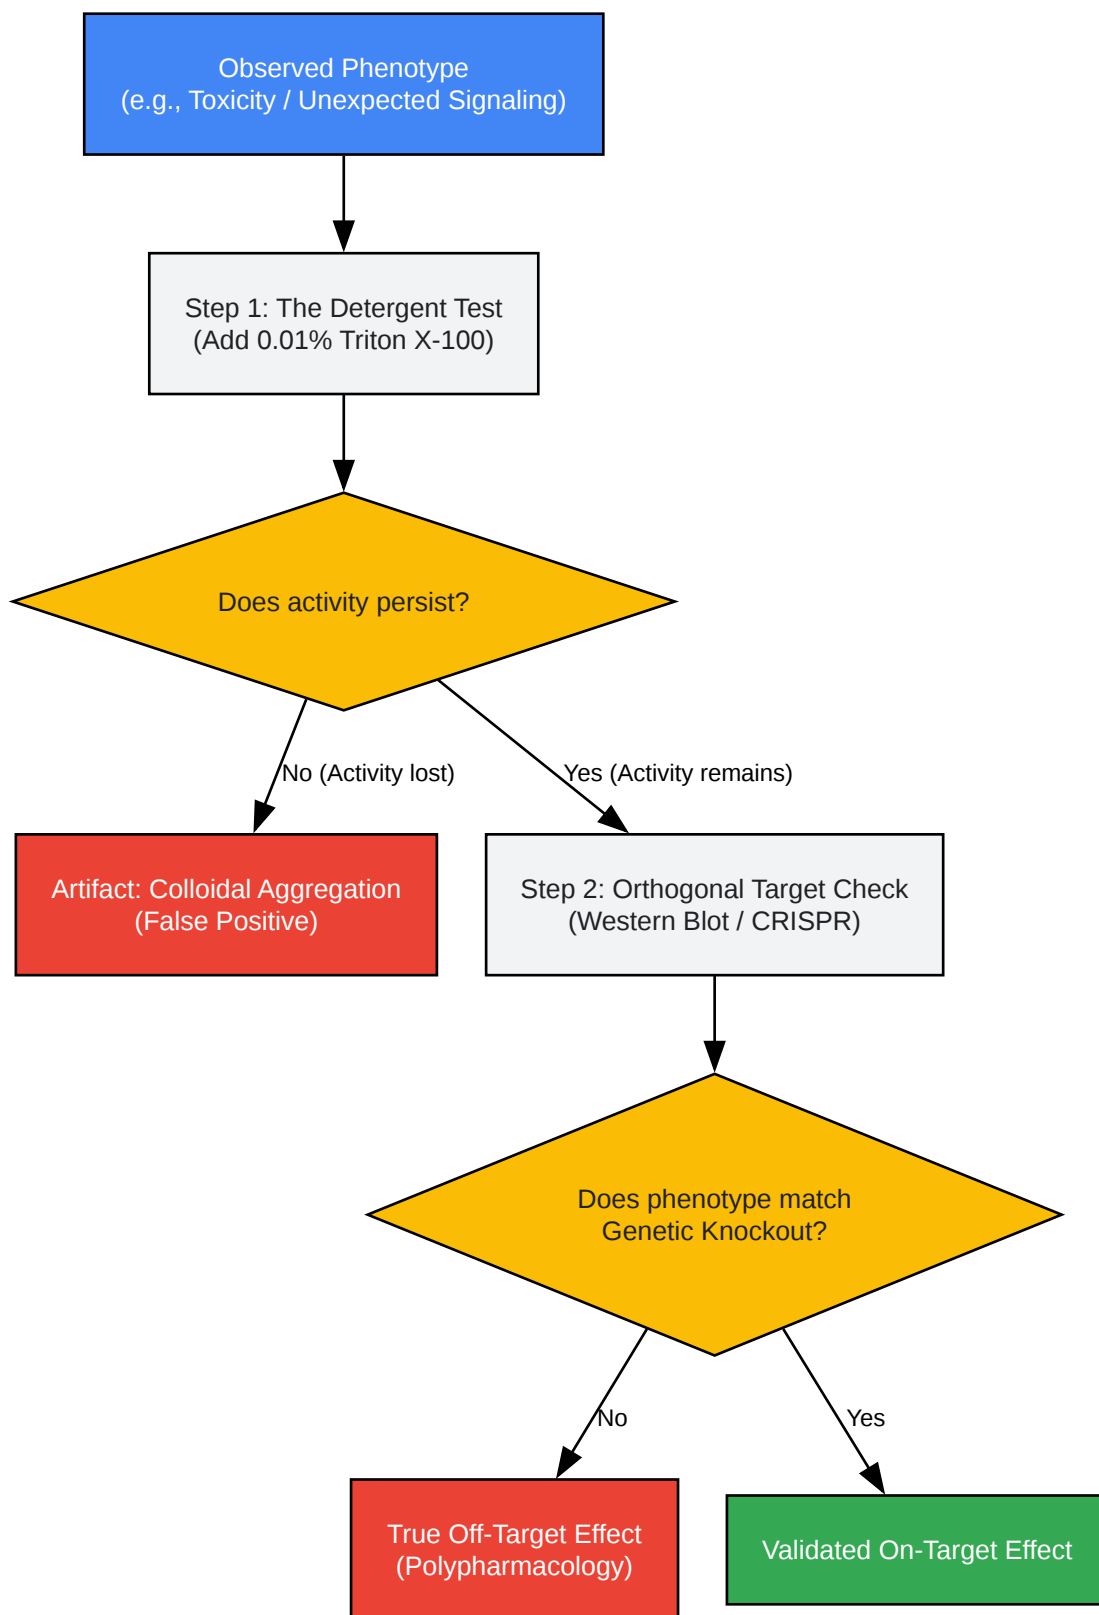 Observed Phenotype
(e.g., Toxicity / Unexpected Signaling)
Step 1: The Detergent Test
(Add 0.01% Triton X-100)
Does activity persist?
No (Activity lost)
Yes (Activity remains)
Artifact: Colloidal Aggregation
(False Positive)
Step 2: Orthogonal Target Check
(Western Blot / CRISPR)
Does phenotype match
Genetic Knockout?
No
Yes
True Off-Target Effect
(Polypharmacology)
Validated On-Target Effect